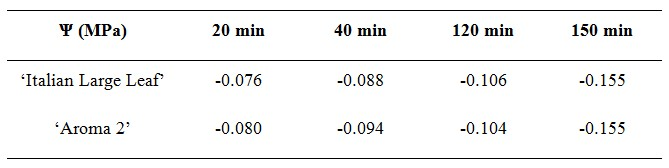 Ψ (MPa) 20 min 40 min 120 min 150 min
‘Italian Large Leaf’ -0.076 -0.088 -0.106 -0.155
‘Aroma 2’ -0.080 -0.094 -0.104 -0.155